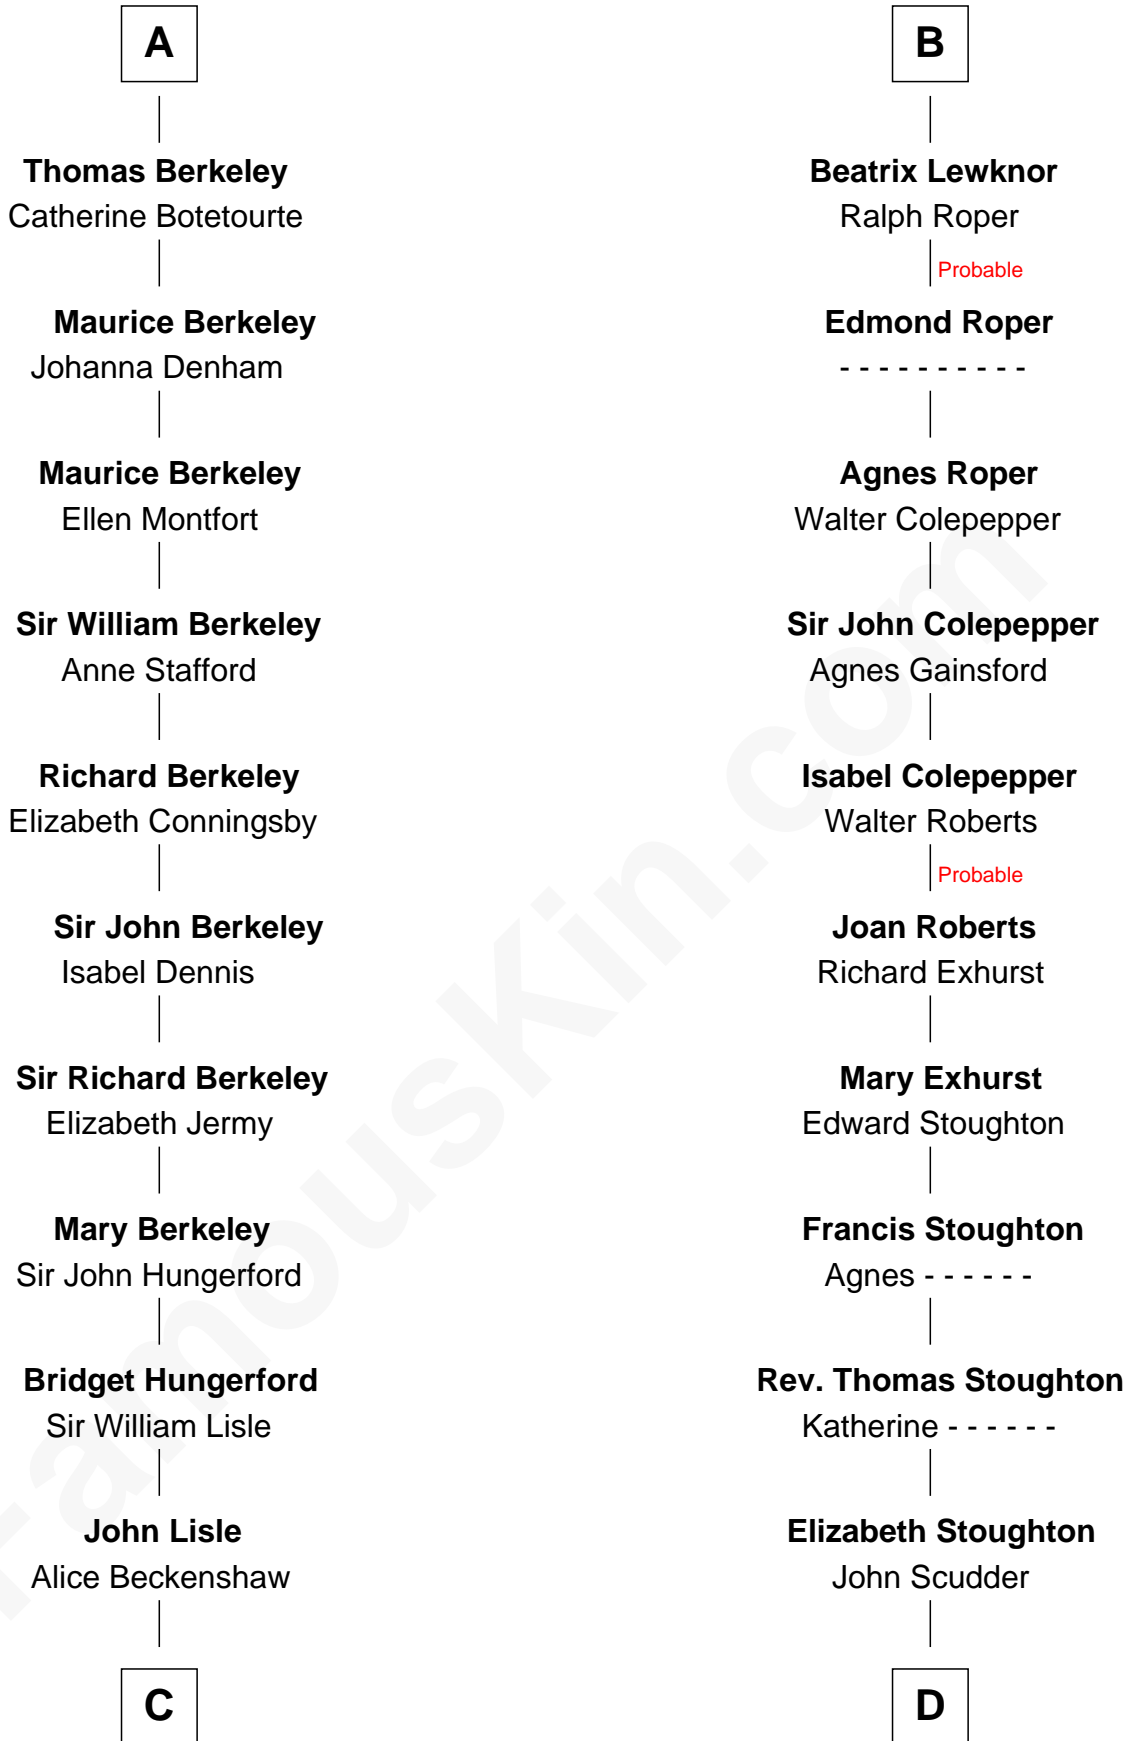 A
Thomas Berkeley
Catherine Botetourte
Maurice Berkeley
Johanna Denham
Maurice Berkeley
Ellen Montfort
Sir William Berkeley
Anne Stafford
Richard Berkeley
Elizabeth Conningsby
Sir John Berkeley
Isabel Dennis
Sir Richard Berkeley
Elizabeth Jermy
Mary Berkeley
Sir John Hungerford
Bridget Hungerford
Sir William Lisle
John Lisle
Alice Beckenshaw
C
B
Beatrix Lewknor
Ralph Roper
Probable
Edmond Roper
- - - - - - - - - -
Agnes Roper
Walter Colepepper
Sir John Colepepper
Agnes Gainsford
Isabel Colepepper
Walter Roberts
Probable
Joan Roberts
Richard Exhurst
Mary Exhurst
Edward Stoughton
Francis Stoughton
Agnes - - - - - -
Rev. Thomas Stoughton
Katherine - - - - - -
Elizabeth Stoughton
John Scudder
D
FamousKin.com